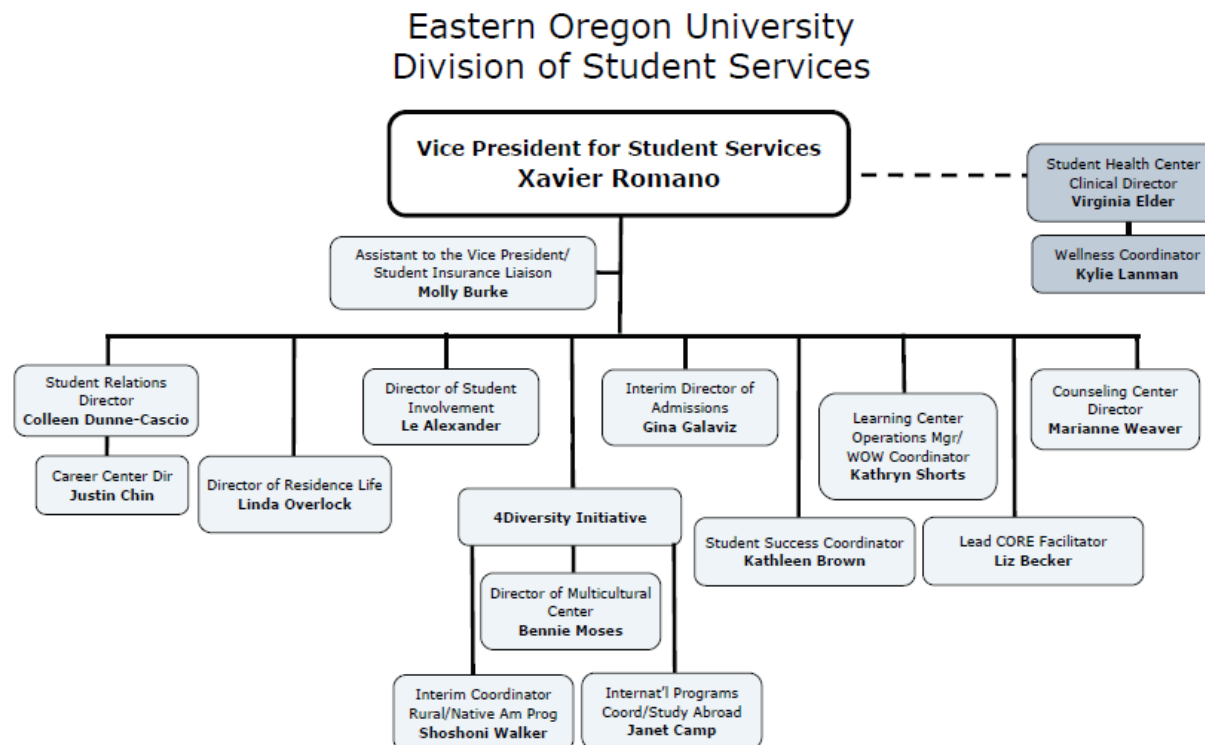 Eastern Oregon University
Division of Student Services
Vice President for Student Services
Xavier Romano
Student Health Center
Clinical Director
Virginia Elder
Wellness Coordinator
Kylie Lanman
Assistant to the Vice President/
Student Insurance Liaison
Molly Burke
Student Relations
Director
Colleen Dunne-Cascio
Career Center Dir
Justin Chin
Director of Residence Life
Linda Overlock
Director of Student
Involvement
Le Alexander
Interim Director of
Admissions
Gina Galaviz
Learning Center
Operations Mgr/
WOW Coordinator
Kathryn Shorts
Counseling Center
Director
Marianne Weaver
4Diversity Initiative
Student Success Coordinator
Kathleen Brown
Lead CORE Facilitator
Liz Becker
Director of Multicultural
Center
Bennie Moses
Interim Coordinator
Rural/Native Am Prog
Shoshoni Walker
Internat'l Programs
Coord/Study Abroad
Janet Camp